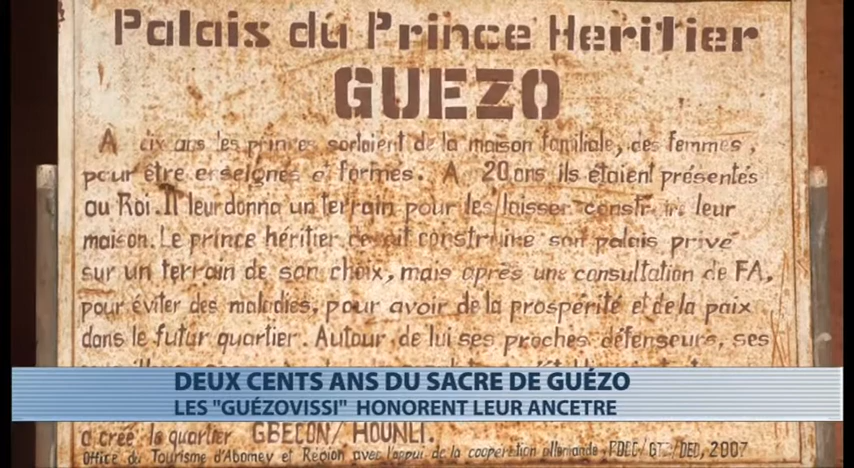 Palais du Prince Heritier
GUEZO
A six ans les princes sortaient de la maison familiale, des femmes,
pour être enseignés et formés. A 20 ans ils étaient présentés
au Roi. Il leur donna un terrain pour les laisser construire leur
maison. Le prince héritier devait construire son palais privé
sur un terrain de son choix, mais après une consultation de FA,
pour éviter des maladies, pour avoir de la prospérité et de la paix
dans le futur quartier. Autour de lui ses proches, défenseurs, ses
DEUX CENTS ANS DU SACRE DE GUÉZO
LES "GUÉZOVISSI" HONORENT LEUR ANCETRE
a créé le quartier GBECON/ HOUNLI.
Office du Tourisme d'Abomey et Région avec l'appui de la coopération allemande, /DED, 2007